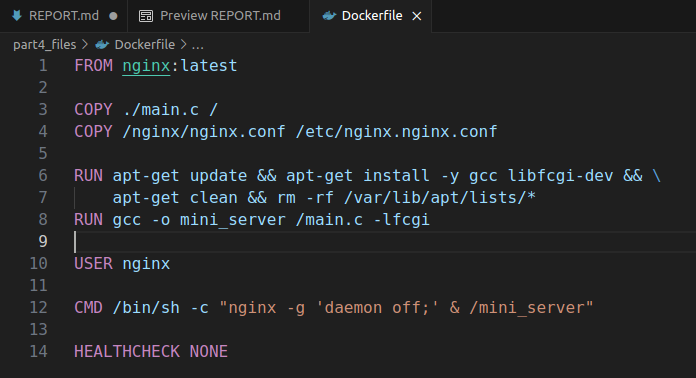 REPORT.md Preview REPORT.md Dockerfile
part4_files > Dockerfile > ...
1 FROM nginx:latest
2
3 COPY ./main.c /
4 COPY /nginx/nginx.conf /etc/nginx.nginx.conf
5
6 RUN apt-get update && apt-get install -y gcc libfcgi-dev && \
7 apt-get clean && rm -rf /var/lib/apt/lists/*
8 RUN gcc -o mini_server /main.c -lfcgi
9
10 USER nginx
11
12 CMD /bin/sh -c "nginx -g 'daemon off;' & /mini_server"
13
14 HEALTHCHECK NONE